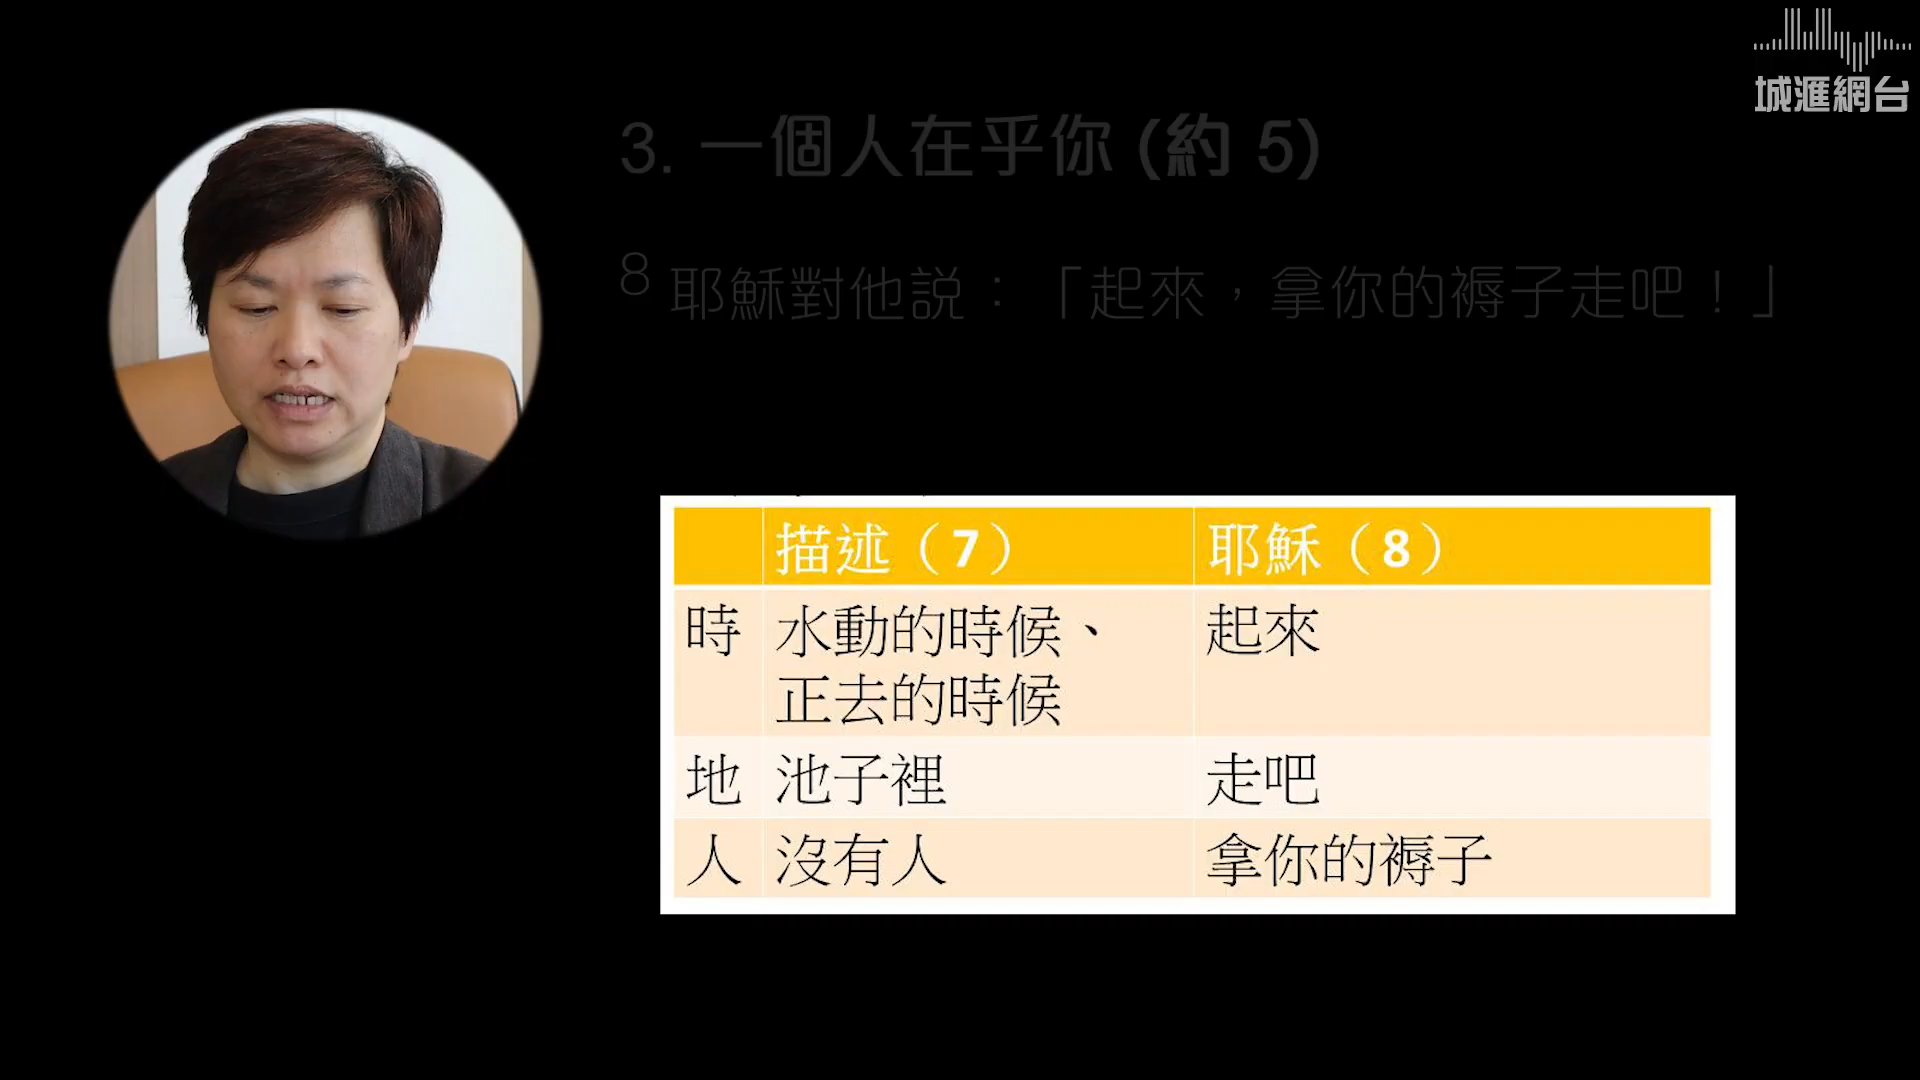 城滙網台
3. 一個人在乎你 (約 5)
8 耶穌對他説：「起來，拿你的褥子走吧！」
描述（7） 耶穌（8）
時 水動的時候、 起來
正去的時候
地 池子裡 走吧
人 沒有人 拿你的褥子